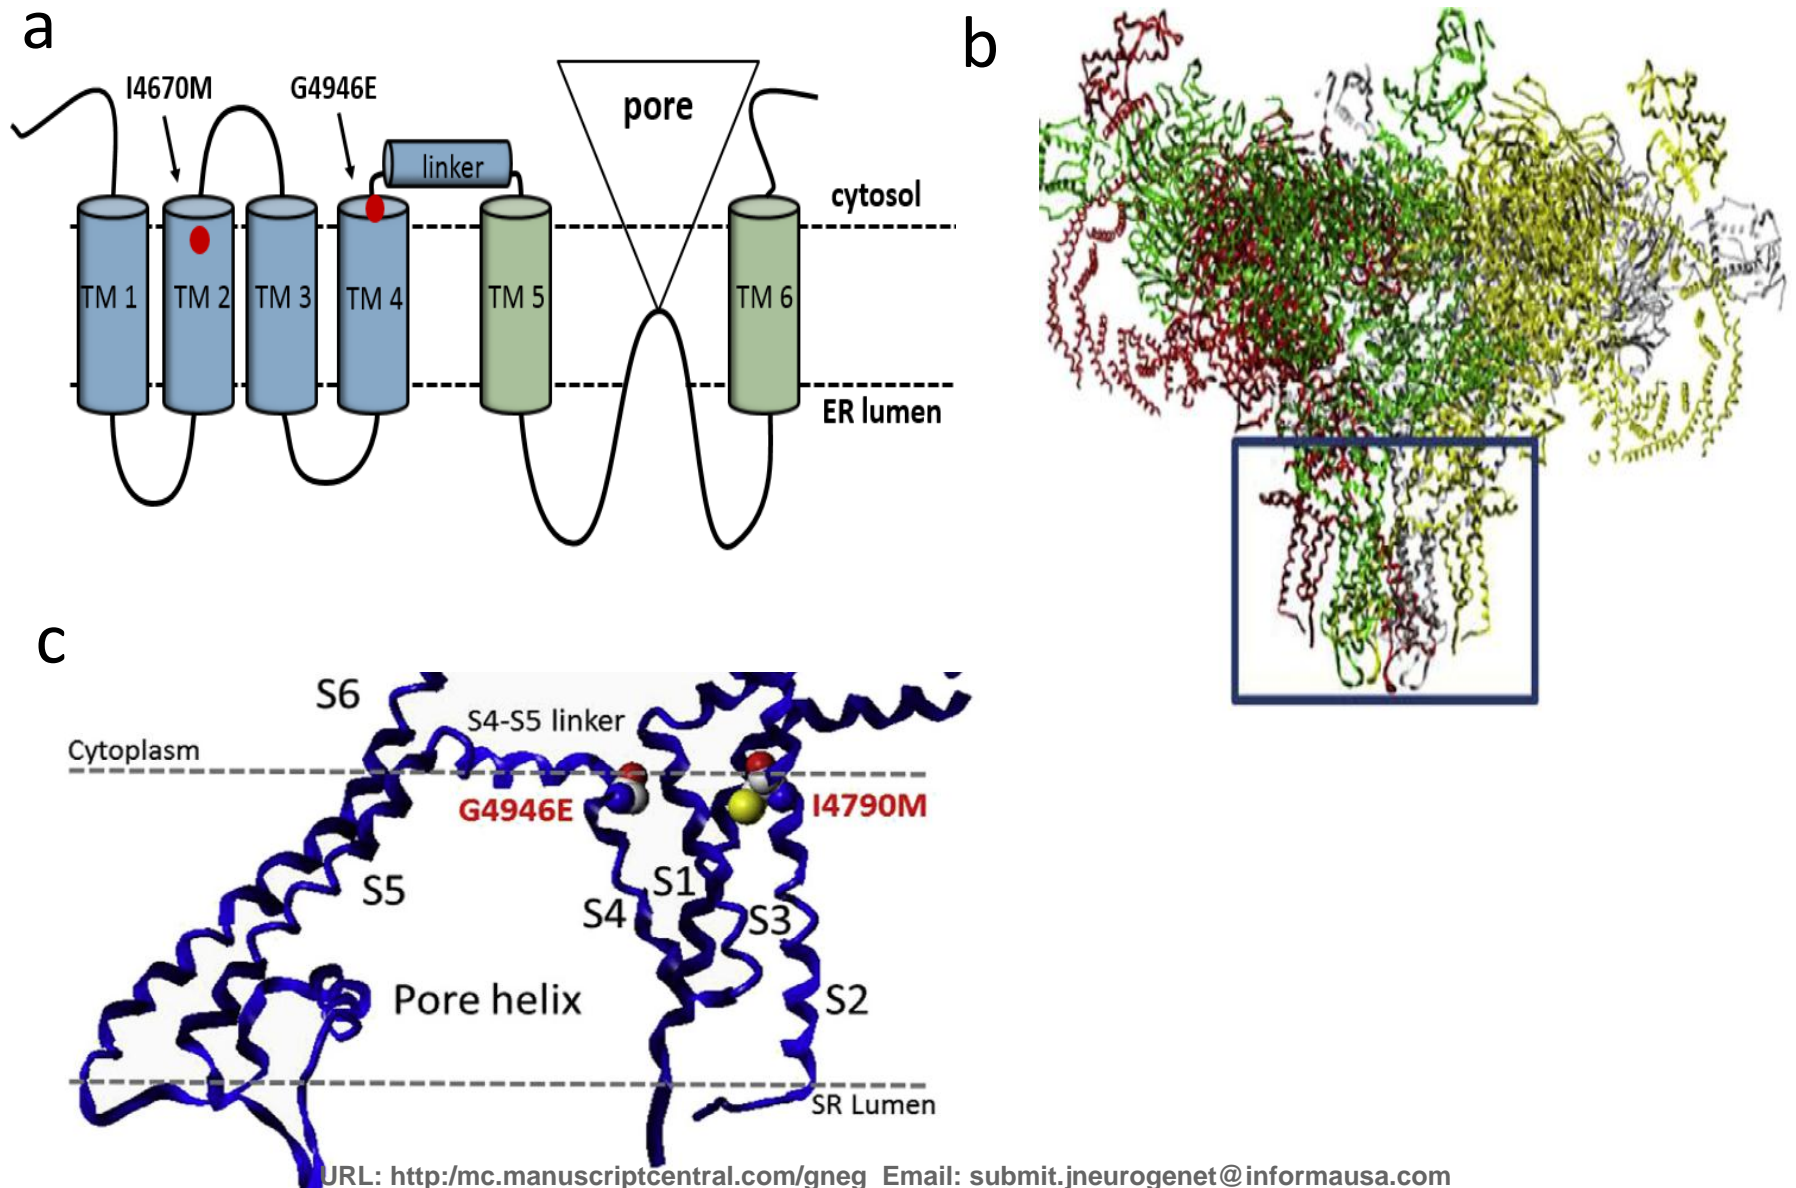 a
I4670M
G4946E
linker
pore
cytosol
TM 1
TM 2
TM 3
TM 4
TM 5
TM 6
ER lumen
b
c
S6
S4-S5 linker
Cytoplasm
G4946E
I4790M
S5
S1
S4
S3
Pore helix
S2
SR Lumen
URL: http:/mc.manuscriptcentral.com/gneg Email: submit.jneurogenet@informausa.com